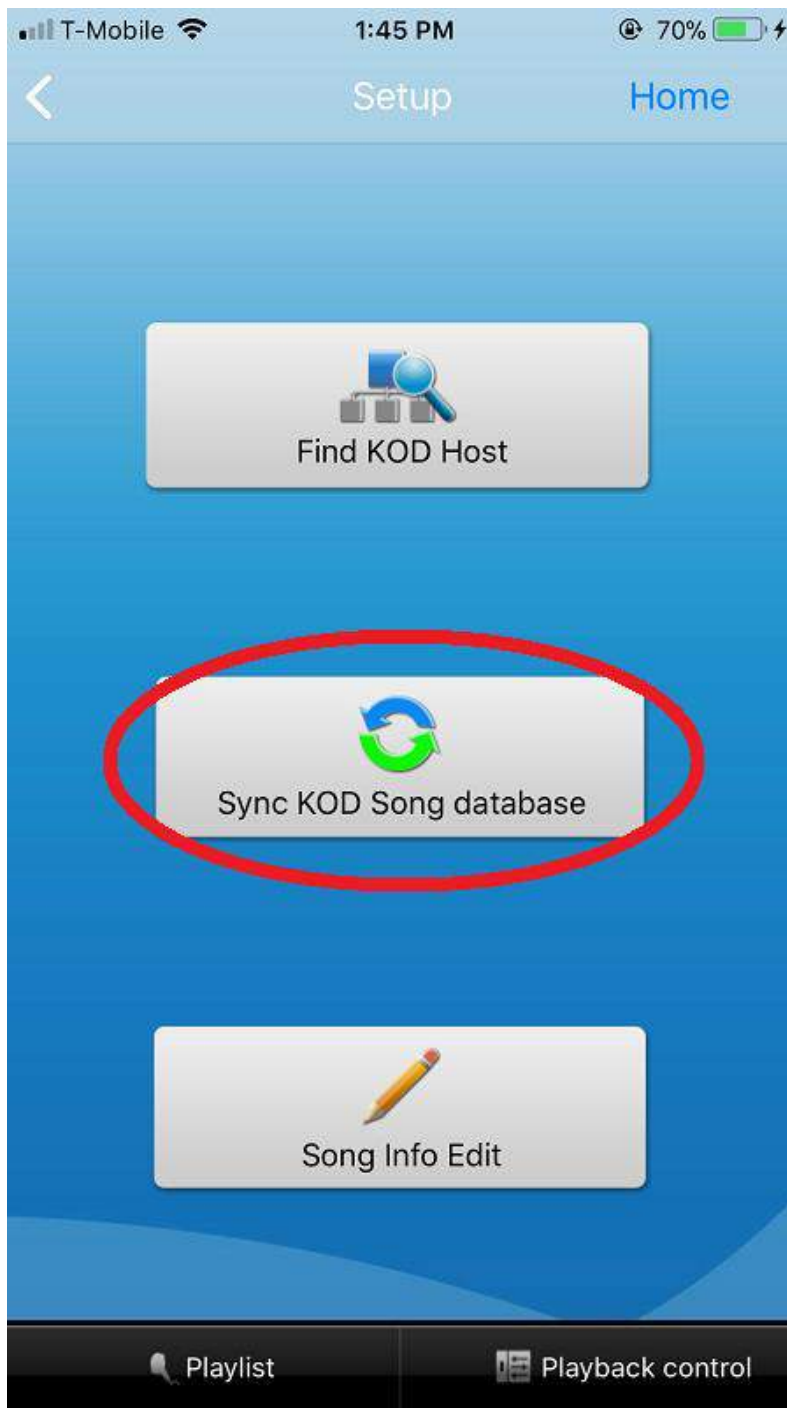 T-Mobile 1:45 PM 70%
Setup Home
Find KOD Host
Sync KOD Song database
Song Info Edit
Playlist Playback control